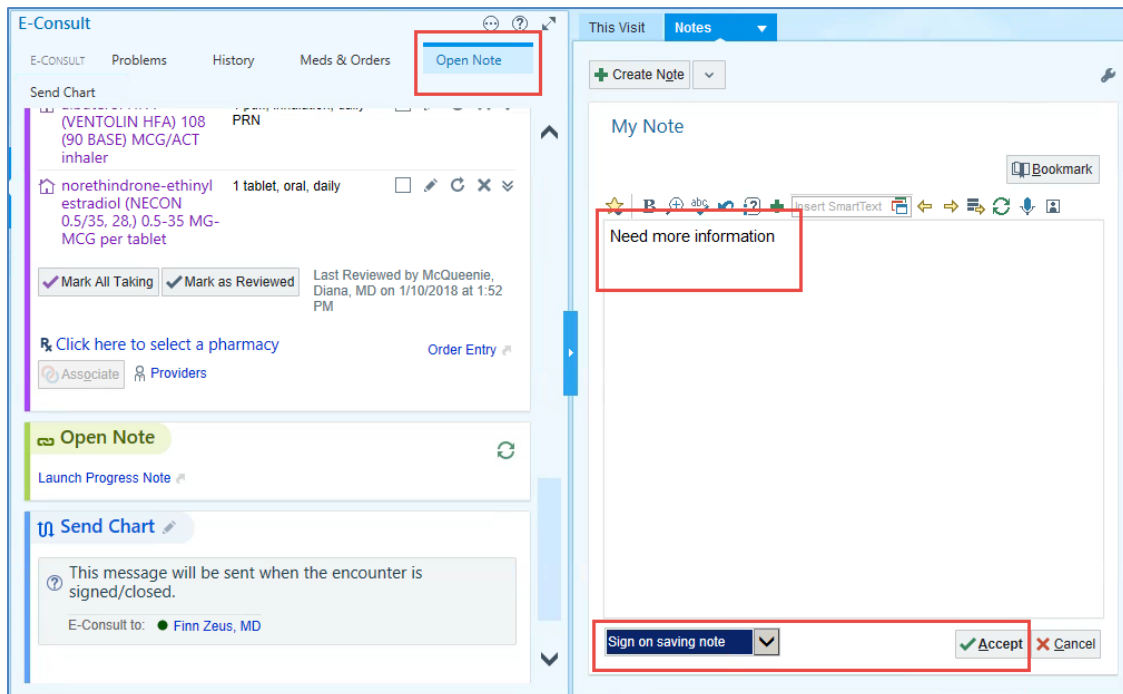 E-Consult
E-CONSULT Problems History Meds & Orders Open Note
Send Chart
(VENTOLIN HFA) 108
(90 BASE) MCG/ACT
inhaler
PRN
norethindrone-ethinyl
estradiol (NECON
0.5/35, 28,) 0.5-35 MG-
MCG per tablet
1 tablet, oral, daily
Mark All Taking
Mark as Reviewed
Last Reviewed by McQueenie,
Diana, MD on 1/10/2018 at 1:52
PM
Click here to select a pharmacy
Order Entry
Associate
Providers
Open Note
Launch Progress Note
Send Chart
This message will be sent when the encounter is
signed/closed.
E-Consult to: Finn Zeus, MD
This Visit Notes
Create Note
My Note
Bookmark
B abc Insert SmartText
Need more information
Sign on saving note
Accept Cancel